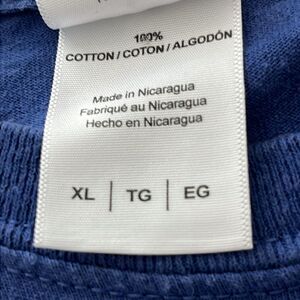 100%
COTTON / COTON / ALGODÓN
Made in Nicaragua
Fabriqué au Nicaragua
Hecho en Nicaragua
XL | TG | EG